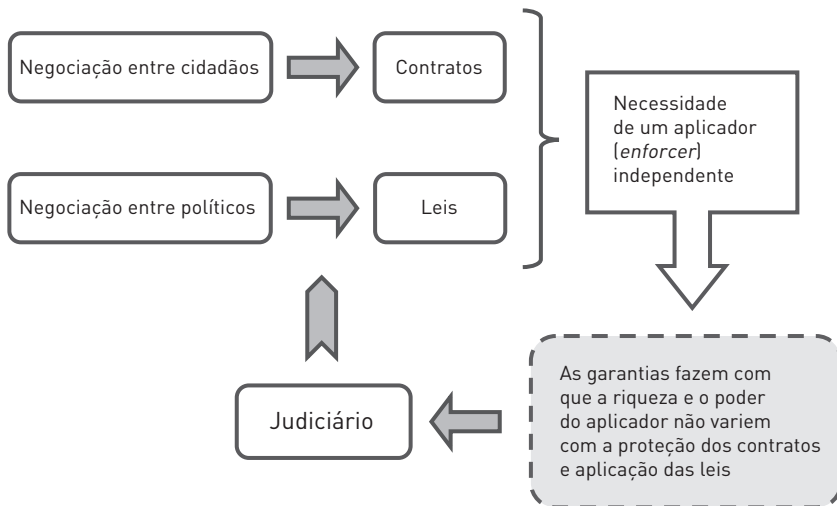 Negociação entre cidadãos
Contratos
Negociação entre políticos
Leis
Necessidade
de um aplicador
(enforcer)
independente
As garantias fazem com
que a riqueza e o poder
do aplicador não variem
com a proteção dos contratos
e aplicação das leis
Judiciário